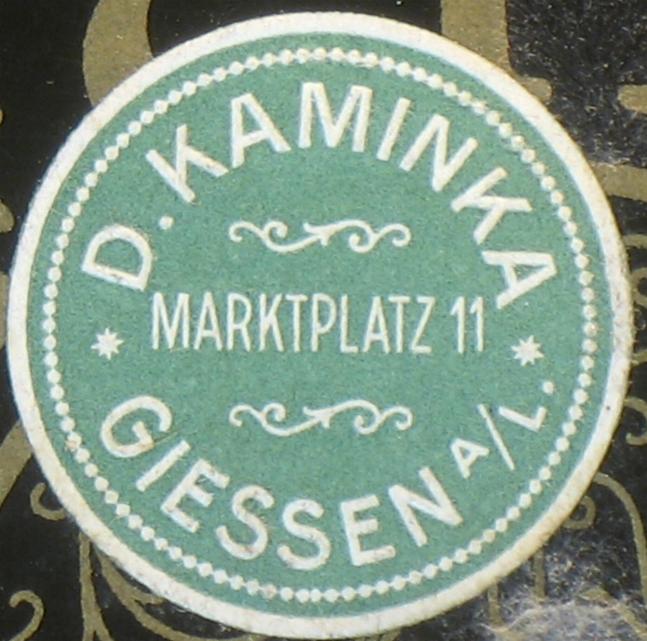 D. KAMINKA
MARKTPLATZ 11
GIESSEN A/L.